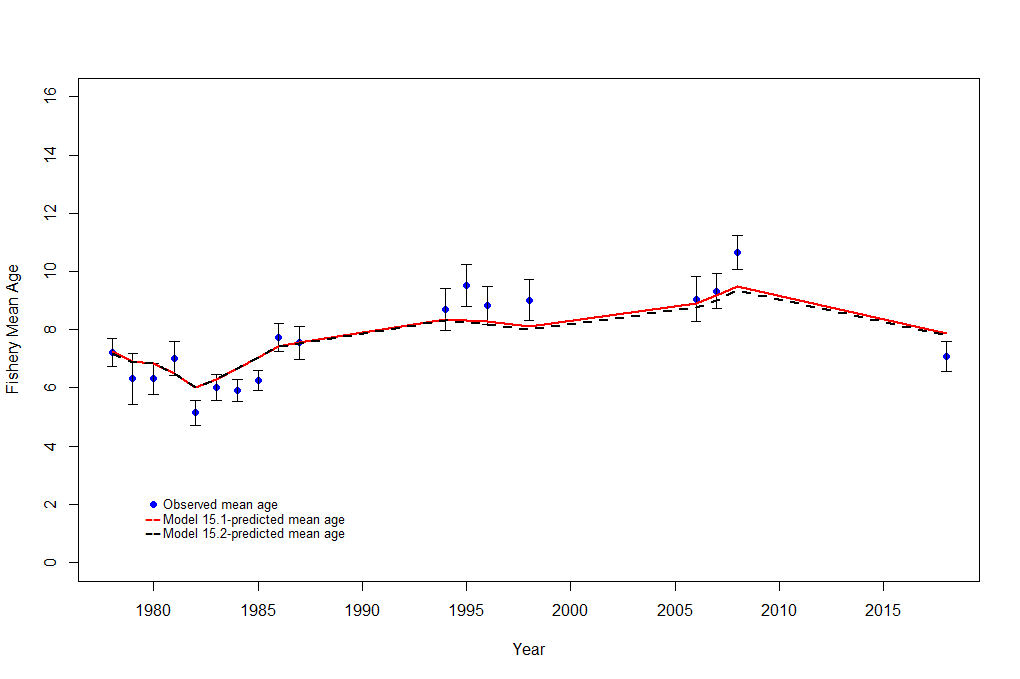 16
14
12
10
8
6
4
2
0
Fishery Mean Age
Observed mean age
Model 15.1-predicted mean age
Model 15.2-predicted mean age
1980 1985 1990 1995 2000 2005 2010 2015
Year